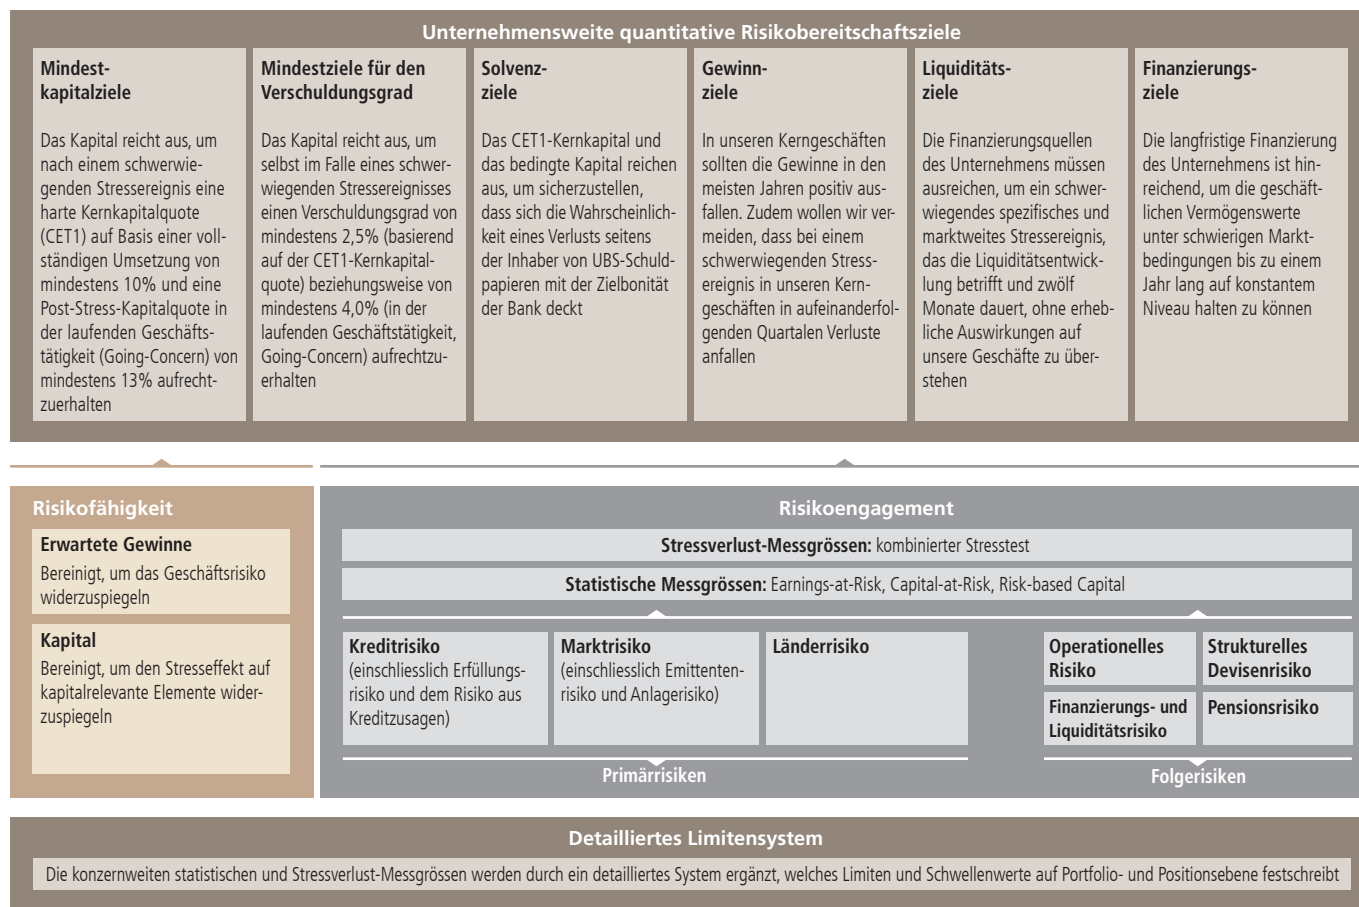 Unternehmensweite quantitative Risikobereitschaftsziele
Mindest-
kapitalziele
Das Kapital reicht aus, um
nach einem schwerwie-
genden Stressereignis eine
harte Kernkapitalquote
(CET1) auf Basis einer voll-
ständigen Umsetzung von
mindestens 10% und eine
Post-Stress-Kapitalquote in
der laufenden Geschäfts-
tätigkeit (Going-Concern) von
mindestens 13% aufrecht-
zuerhalten
Mindestziele für den
Verschuldungsgrad
Das Kapital reicht aus, um
selbst im Falle eines schwer-
wiegenden Stressereignisses
einen Verschuldungsgrad von
mindestens 2,5% (basierend
auf der CET1-Kernkapital-
quote) beziehungsweise von
mindestens 4,0% (in der
laufenden Geschäftstätigkeit,
Going-Concern) aufrechtzu-
erhalten
Solvenz-
ziele
Das CET1-Kernkapital und
das bedingte Kapital reichen
aus, um sicherzustellen,
dass sich die Wahrscheinlich-
keit eines Verlusts seitens
der Inhaber von UBS-Schuld-
papieren mit der Zielbonität
der Bank deckt
Gewinn-
ziele
In unseren Kerngeschäften
sollten die Gewinne in den
meisten Jahren positiv aus-
fallen. Zudem wollen wir ver-
meiden, dass bei einem
schwerwiegenden Stress-
ereignis in unseren Kern-
geschäften in aufeinanderfol-
genden Quartalen Verluste
anfallen
Liquiditäts-
ziele
Die Finanzierungsquellen
des Unternehmens müssen
ausreichen, um ein schwer-
wiegendes spezifisches und
marktweites Stressereignis,
das die Liquiditätsentwick-
lung betrifft und zwölf
Monate dauert, ohne erheb-
liche Auswirkungen auf
unsere Geschäfte zu über-
stehen
Finanzierungs-
ziele
Die langfristige Finanzierung
des Unternehmens ist hin-
reichend, um die geschäft-
lichen Vermögenswerte
unter schwierigen Markt-
bedingungen bis zu einem
Jahr lang auf konstantem
Niveau halten zu können
Risikofähigkeit
Erwartete Gewinne
Bereinigt, um das Geschäftsrisiko
widerzuspiegeln
Kapital
Bereinigt, um den Stresseffekt auf
kapitalrelevante Elemente wider-
zuspiegeln
Risikoengagement
Stressverlust-Messgrössen: kombinierter Stresstest
Statistische Messgrössen: Earnings-at-Risk, Capital-at-Risk, Risk-based Capital
Kreditrisiko
(einschliesslich Erfüllungs-
risiko und dem Risiko aus
Kreditzusagen)
Marktrisiko
(einschliesslich Emittenten-
risiko und Anlagerisiko)
Länderrisiko
Primärrisiken
Operationelles
Risiko
Strukturelles
Devisenrisiko
Finanzierungs- und
Liquiditätsrisiko
Pensionsrisiko
Folgerisiken
Detailliertes Limitensystem
Die konzernweiten statistischen und Stressverlust-Messgrössen werden durch ein detailliertes System ergänzt, welches Limiten und Schwellenwerte auf Portfolio- und Positionsebene festschreibt